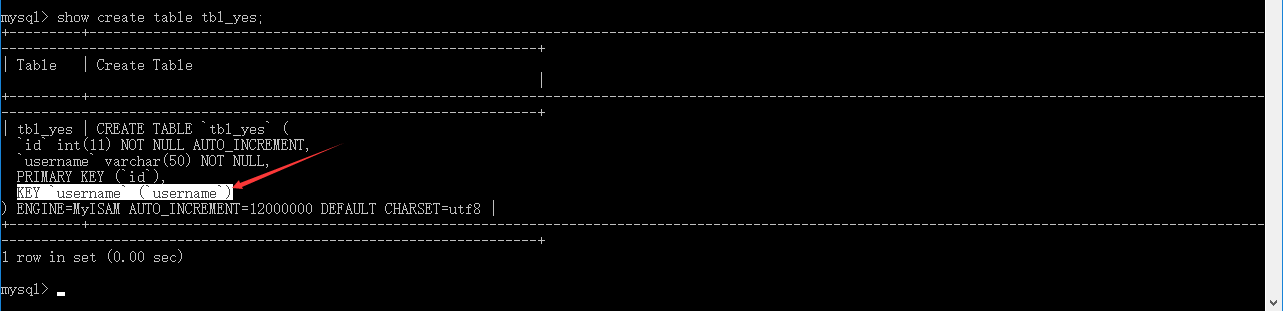 mysql> show create table tbl_yes;
| Table | Create Table
|
| tbl_yes | CREATE TABLE `tbl_yes` (
`id` int(11) NOT NULL AUTO_INCREMENT,
`username` varchar(50) NOT NULL,
PRIMARY KEY (`id`),
KEY `username` (`username`)
) ENGINE=MyISAM AUTO_INCREMENT=12000000 DEFAULT CHARSET=utf8 |
1 row in set (0.00 sec)
mysql>